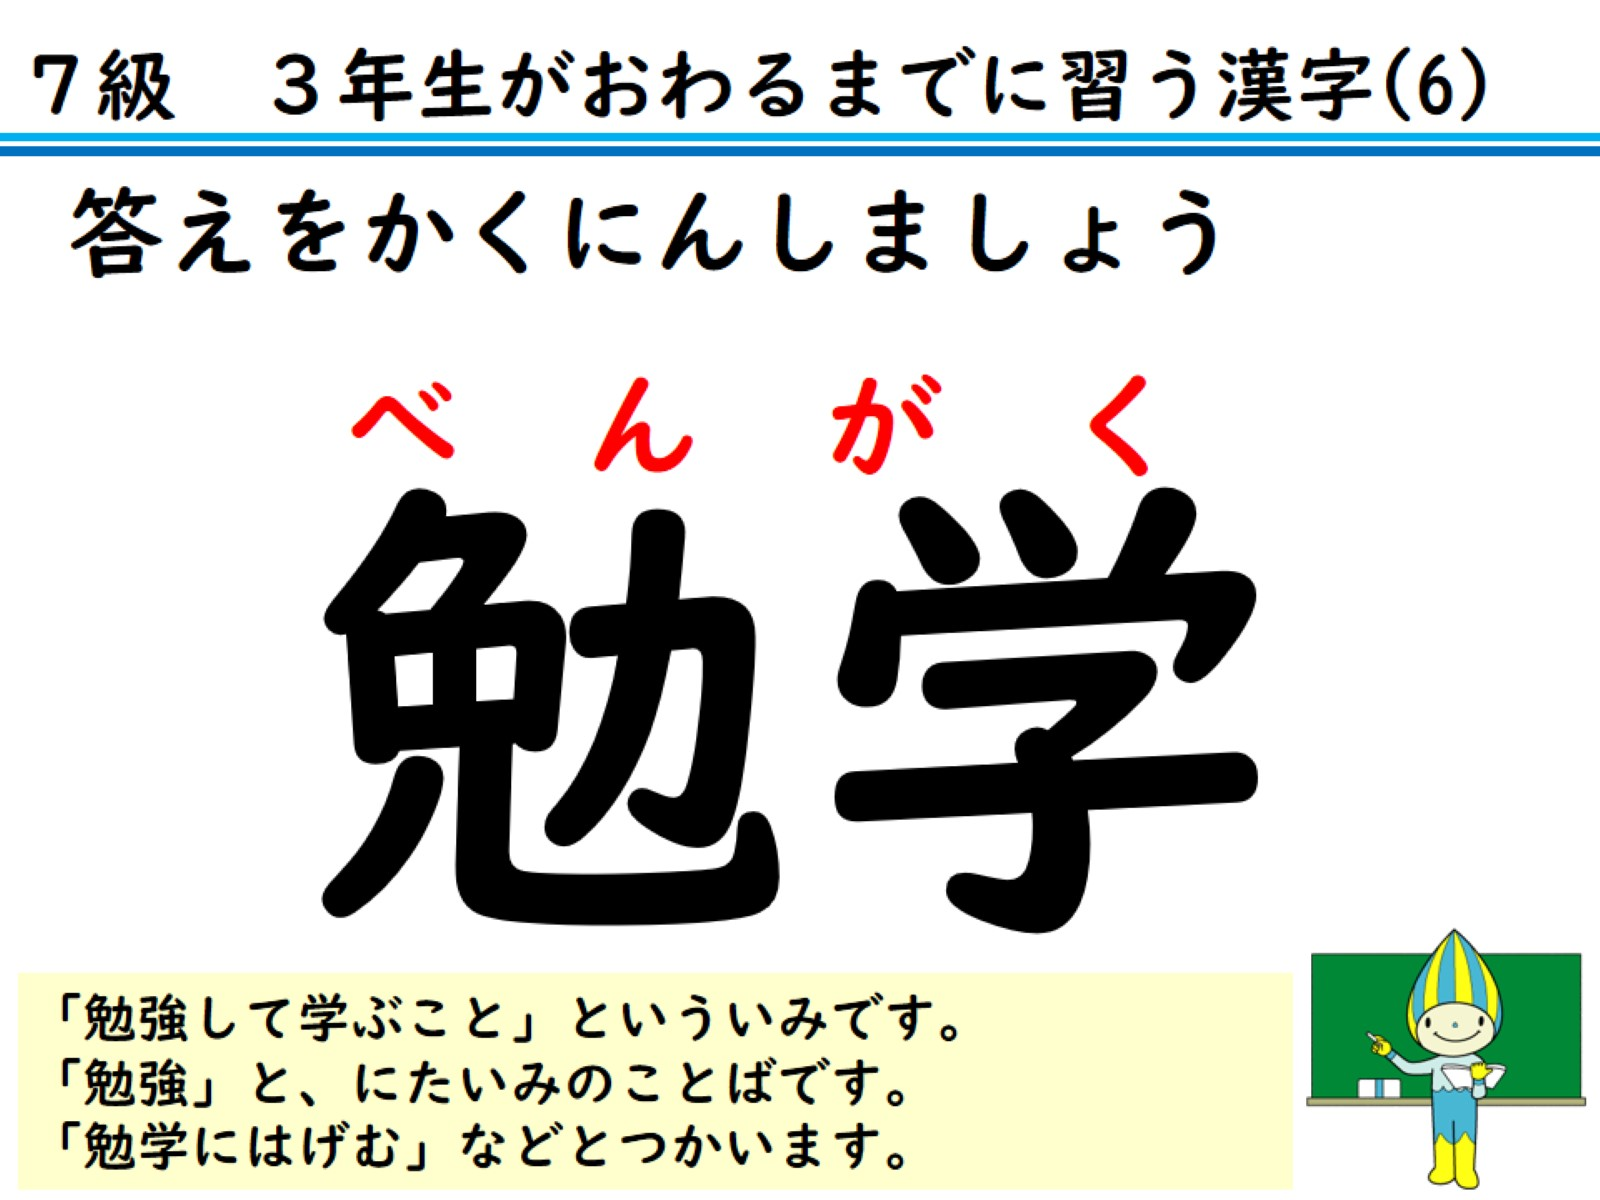 ７級　３年生がおわるまでに習う漢字(6)
答えをかくにんしましょう
べんがく
勉学
「勉強して学ぶこと」といういみです。
「勉強」と、にたいみのことばです。
「勉学にはげむ」などとつかいます。